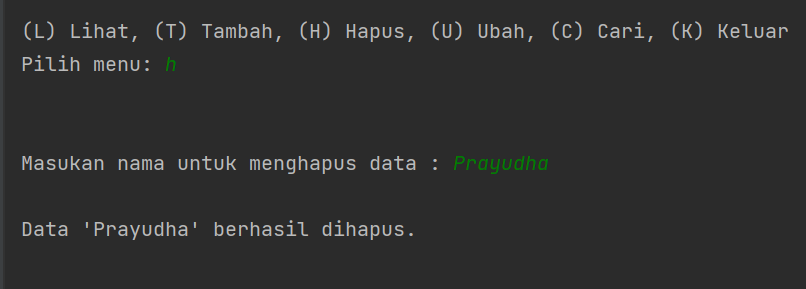 (L) Lihat, (T) Tambah, (H) Hapus, (U) Ubah, (C) Cari, (K) Keluar
Pilih menu: h
Masukan nama untuk menghapus data : Prayudha
Data 'Prayudha' berhasil dihapus.